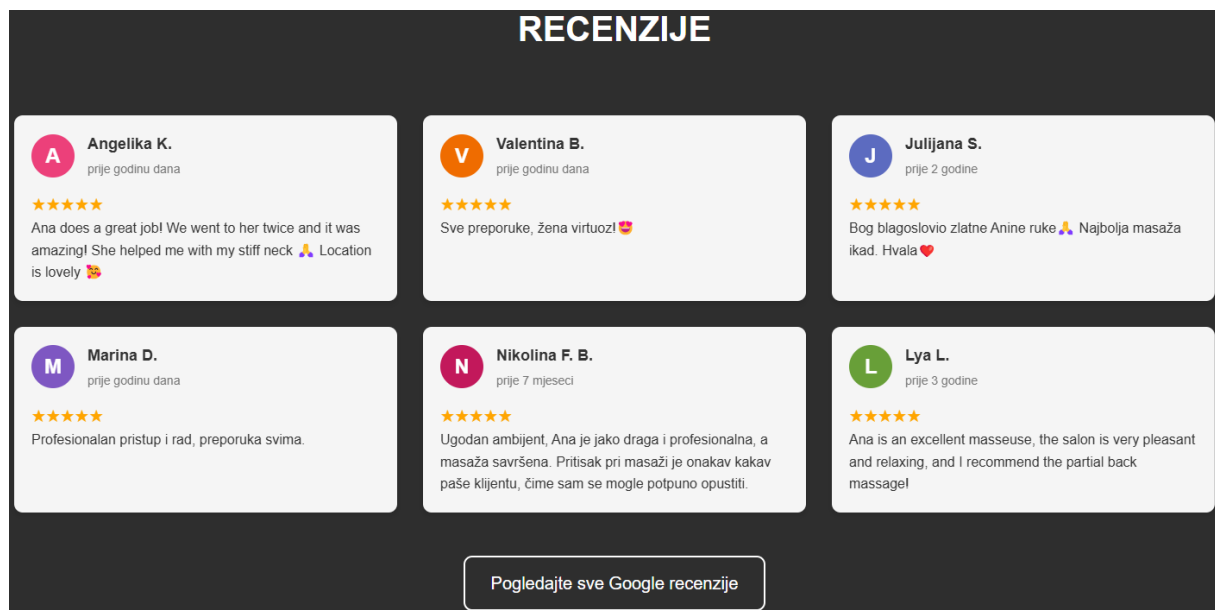 RECENZIJE
A
Angelika K.
prije godinu dana
★★★★★
Ana does a great job! We went to her twice and it was
amazing! She helped me with my stiff neck 🙏 Location
is lovely 🥰
V
Valentina B.
prije godinu dana
★★★★★
Sve preporuke, žena virtuoz!😍
J
Julijana S.
prije 2 godine
★★★★★
Bog blagoslovio zlatne Anine ruke🙏 Najbolja masaža
ikad. Hvala❤️
M
Marina D.
prije godinu dana
★★★★★
Profesionalan pristup i rad, preporuka svima.
N
Nikolina F. B.
prije 7 mjeseci
★★★★★
Ugodan ambijent, Ana je jako draga i profesionalna, a
masaža savršena. Pritisak pri masaži je onakav kakav
paše klijentu, čime sam se mogle potpuno opustiti.
L
Lya L.
prije 3 godine
★★★★★
Ana is an excellent masseuse, the salon is very pleasant
and relaxing, and I recommend the partial back
massage!
Pogledajte sve Google recenzije